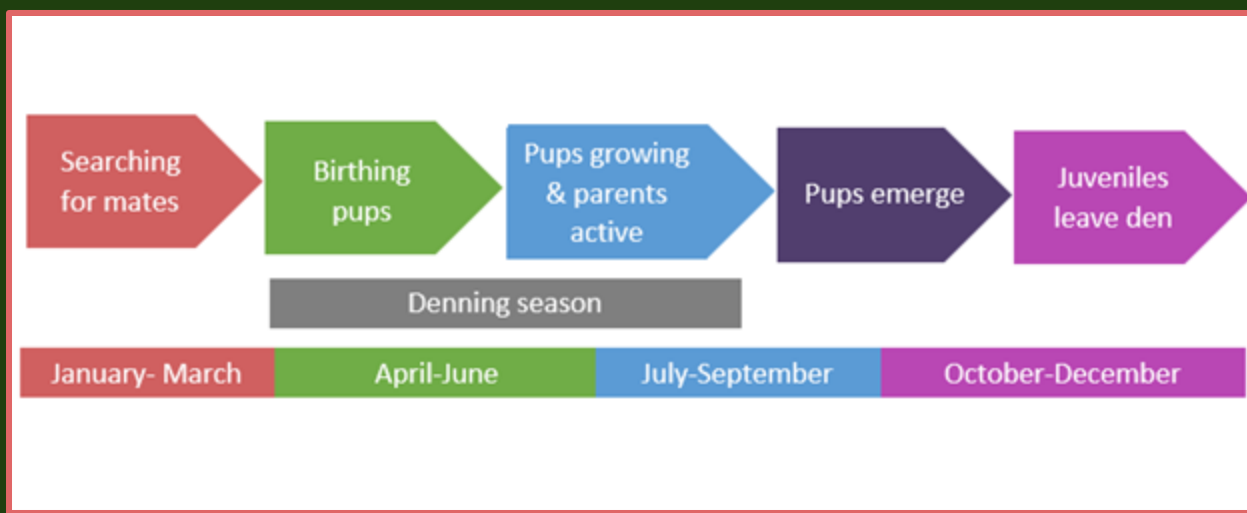 Searching
for mates
Birthing
pups
Pups growing
& parents
active
Pups emerge
Juveniles
leave den
Denning season
January- March
April-June
July-September
October-December